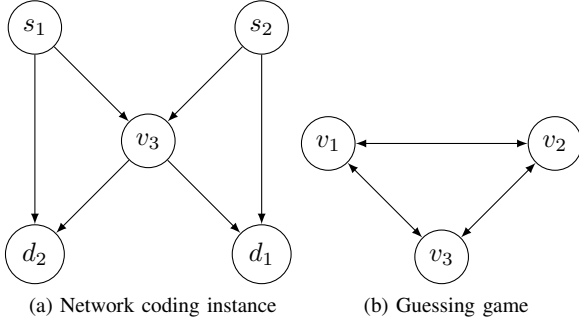 s₁ s₂
v₃
d₂ d₁
(a) Network coding instance
v₁ v₂
v₃
(b) Guessing game